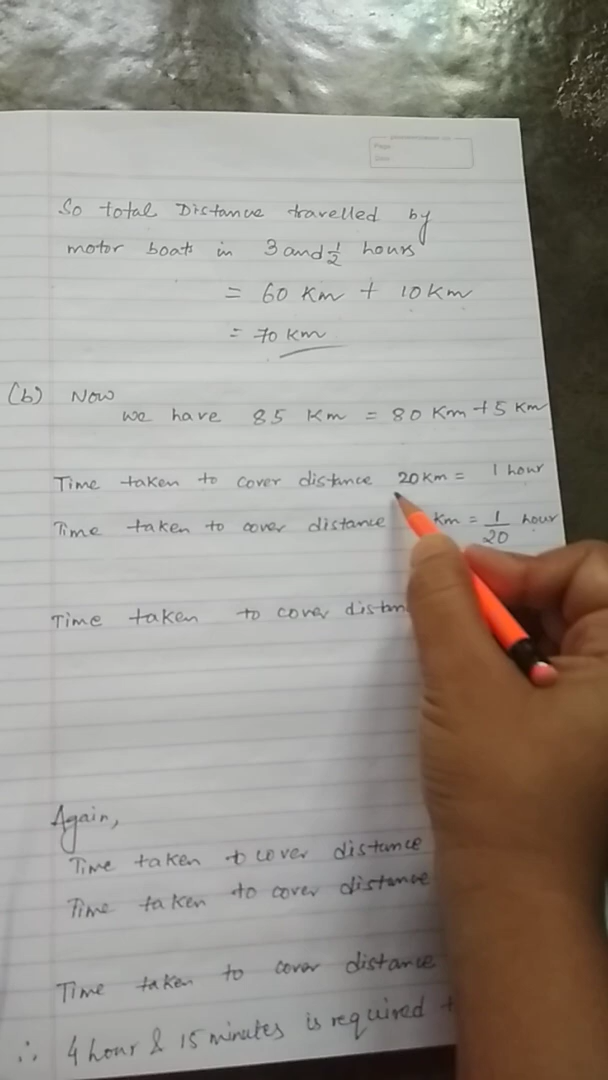 So total Distance travelled by
motor boats in 3 and 1/2 hours
= 60 Km + 10 Km
= 70 Km
(b) Now
we have 85 Km = 80 Km + 5 Km
Time taken to cover distance 20 km = 1 hour
Time taken to cover distance km = 1/20 hour
Time taken to cover distan
Again,
Time taken to cover distance
Time taken to cover distance
Time taken to cover distance
∴ 4 hour & 15 minutes is required